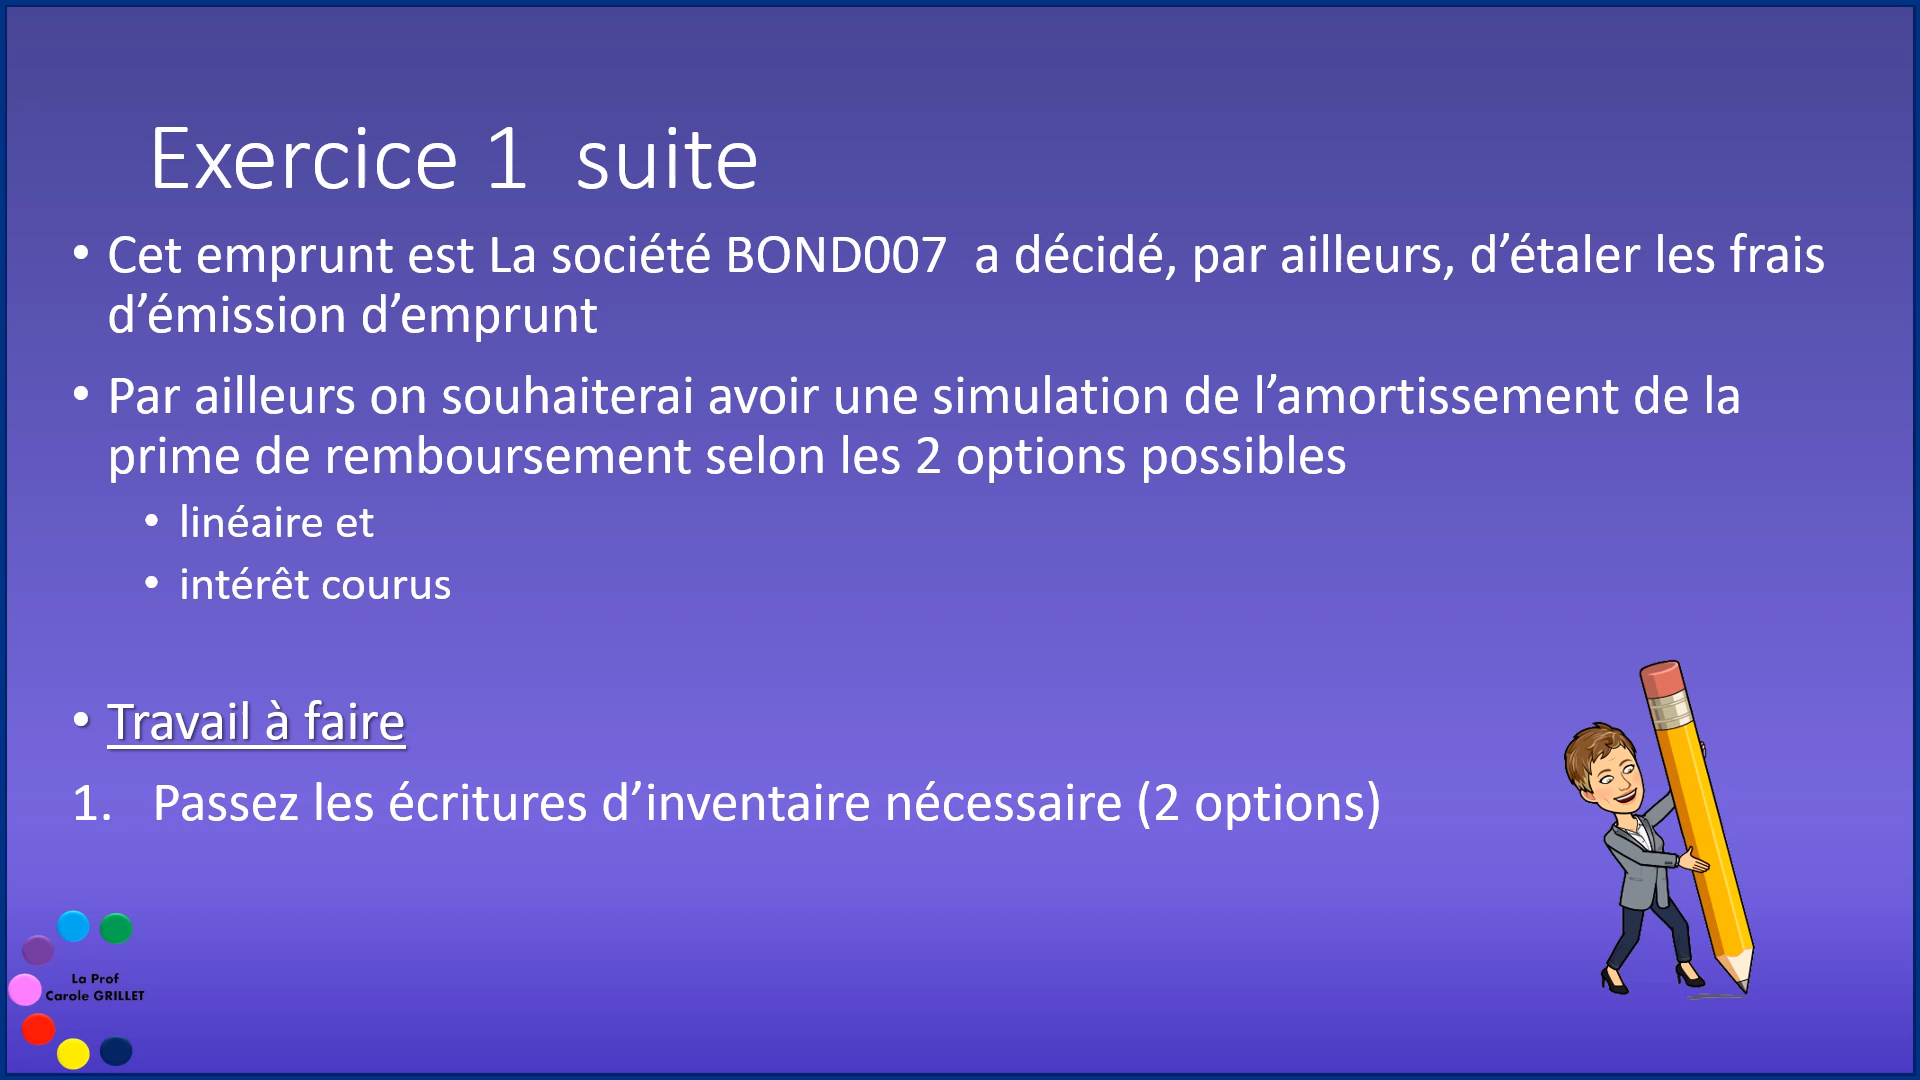 Exercice 1  suite
• Cet emprunt est La société BOND007  a décidé, par ailleurs, d’étaler les frais
d’émission d’emprunt
• Par ailleurs on souhaiterai avoir une simulation de l’amortissement de la
prime de remboursement selon les 2 options possibles
• linéaire et
• intérêt courus
• Travail à faire
1. Passez les écritures d’inventaire nécessaire (2 options)
La Prof
Carole GRILLET